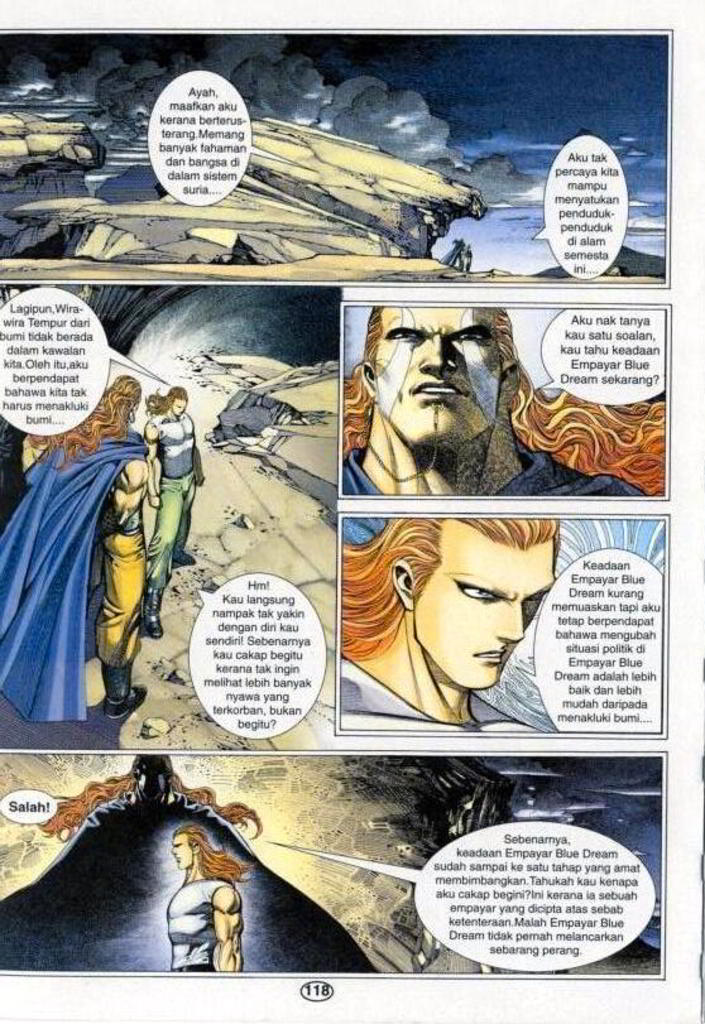 Ayah,
maafkan aku
kerana berterus-
terang.Memang
banyak fahaman
dan bangsa di
dalam sistem
suria....
Aku tak
percaya kita
mampu
menyatukan
penduduk-
penduduk
di alam
semesta
ini....
Lagipun,Wira-
wira Tempur dari
bumi tidak berada
dalam kawalan
kita.Oleh itu,aku
berpendapat
bahawa kita tak
harus menakluki
bumi....
Hm!
Kau langsung
nampak tak yakin
dengan diri kau
sendiri! Sebenarnya
kau cakap begitu
kerana tak ingin
melihat lebih banyak
nyawa yang
terkorban, bukan
begitu?
Aku nak tanya
kau satu soalan,
kau tahu keadaan
Empayar Blue
Dream sekarang?
Keadaan
Empayar Blue
Dream kurang
memuaskan tapi aku
tetap berpendapat
bahawa mengubah
situasi politik di
Empayar Blue
Dream adalah lebih
baik dan lebih
mudah daripada
menakluki bumi....
Salah!
Sebenarnya,
keadaan Empayar Blue Dream
sudah sampai ke satu tahap yang amat
membimbangkan.Tahukah kau kenapa
aku cakap begini?Ini kerana ia sebuah
empayar yang dicipta atas sebab
ketenteraan.Malah Empayar Blue
Dream tidak pernah melancarkan
sebarang perang.
118